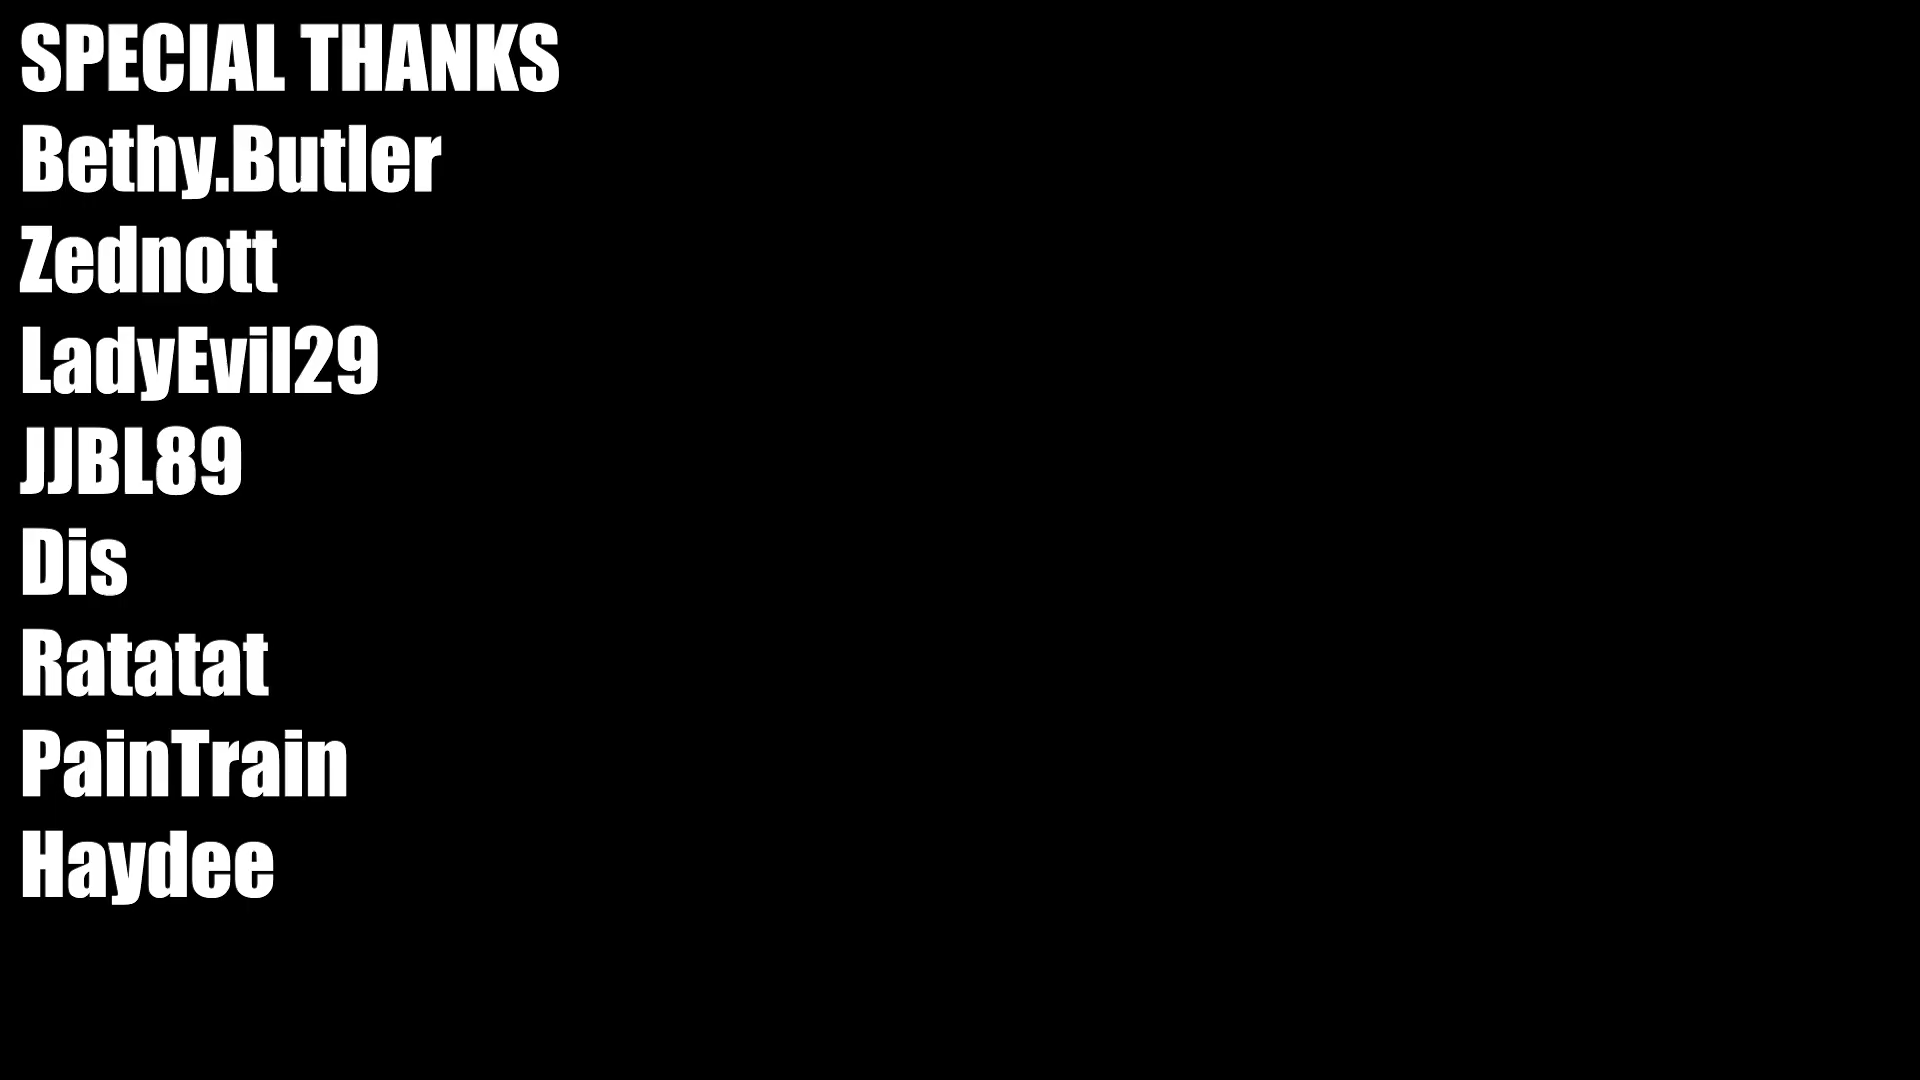 SPECIAL THANKS
Bethy.Butler
Zednott
LadyEvil29
JJBL89
Dis
Ratatat
PainTrain
Haydee